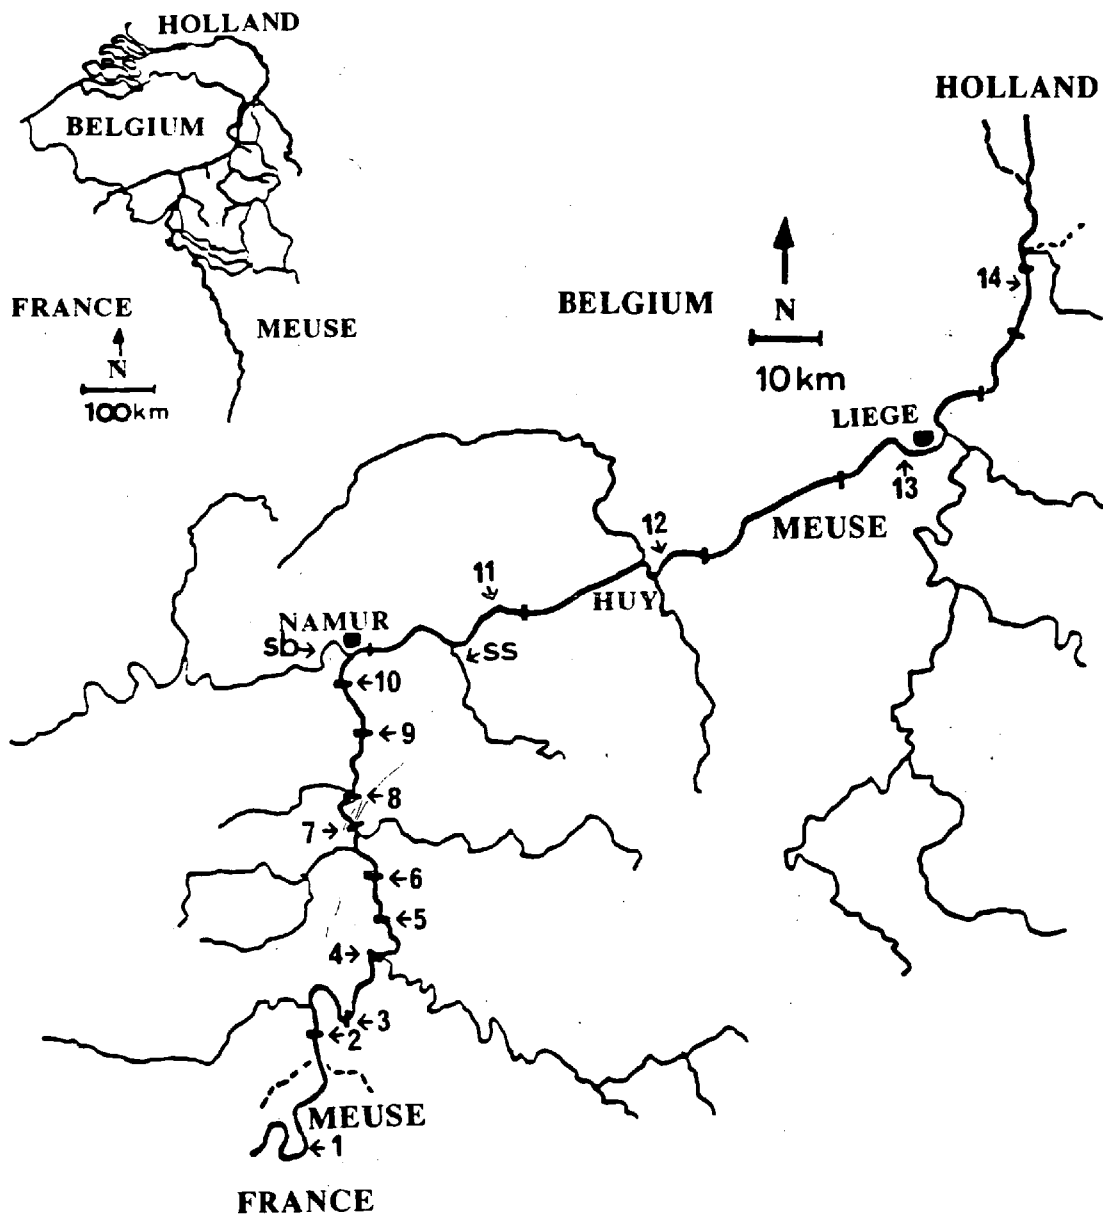 HOLLAND
BELGIUM
FRANCE
MEUSE
N
100km
HOLLAND
BELGIUM
N
10km
14→
LIEGE
13
MEUSE
12
HUY
11
NAMUR
sb→
←SS
←10
←9
←8
7→
←6
←5
4→
←3
←2
MEUSE
←1
FRANCE